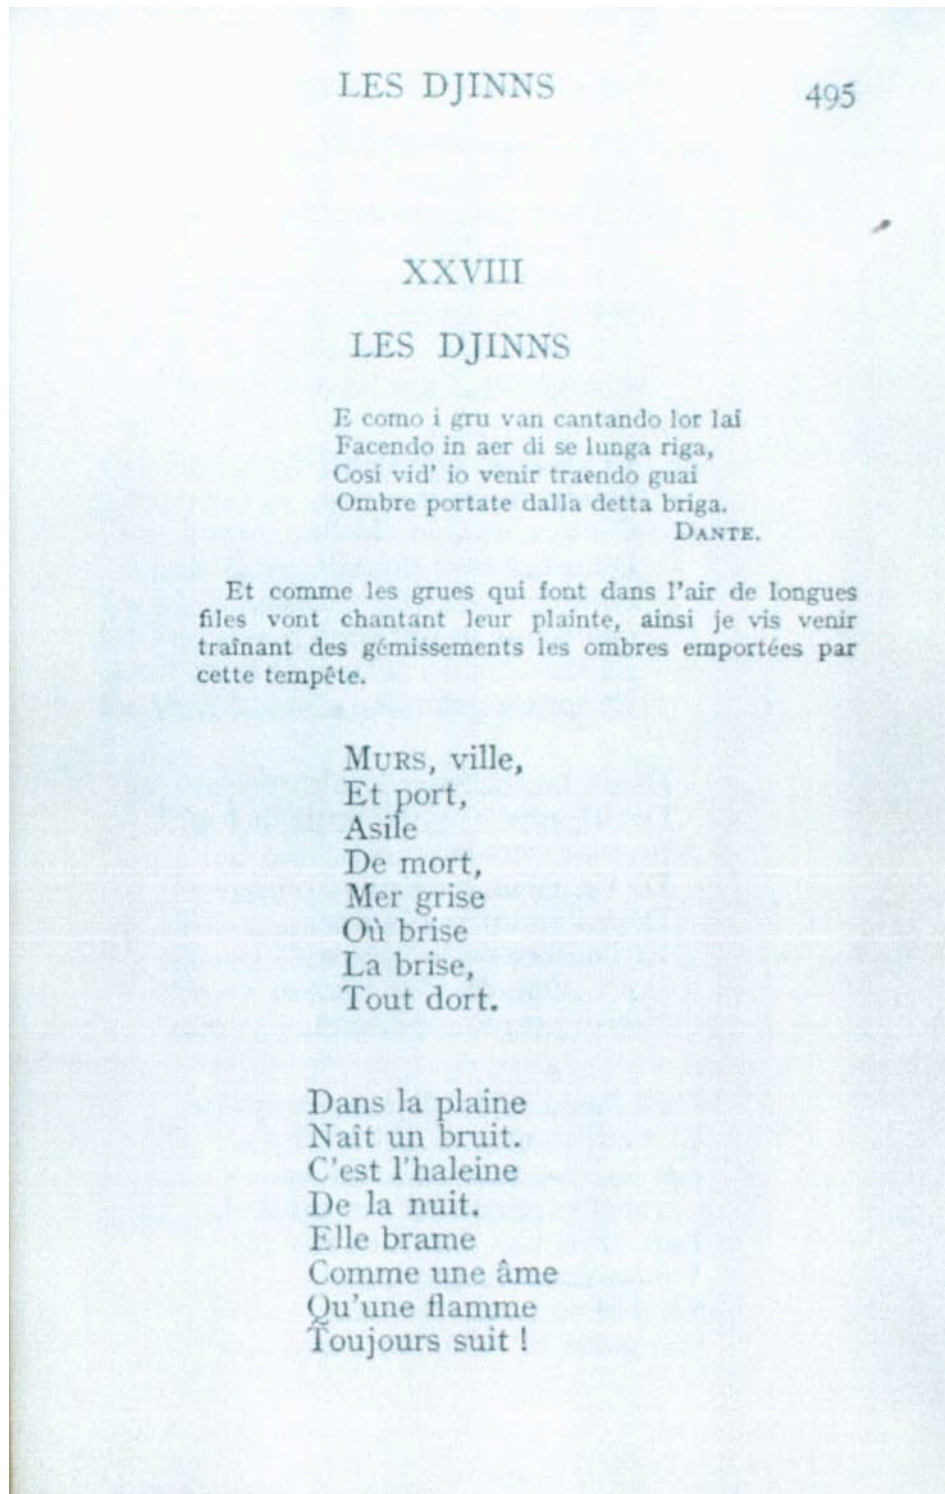 LES DJINNS
495
XXVIII
LES DJINNS
E como i gru van cantando lor lai
Facendo in aer di se lunga riga,
Cosi vid' io venir traendo guai
Ombre portate dalla detta briga.
DANTE.
Et comme les grues qui font dans l'air de longues
files vont chantant leur plainte, ainsi je vis venir
traînant des gémissements les ombres emportées par
cette tempête.
MURS, ville,
Et port,
Asile
De mort,
Mer grise
Où brise
La brise,
Tout dort.
Dans la plaine
Naît un bruit.
C'est l'haleine
De la nuit.
Elle brame
Comme une âme
Qu'une flamme
Toujours suit !